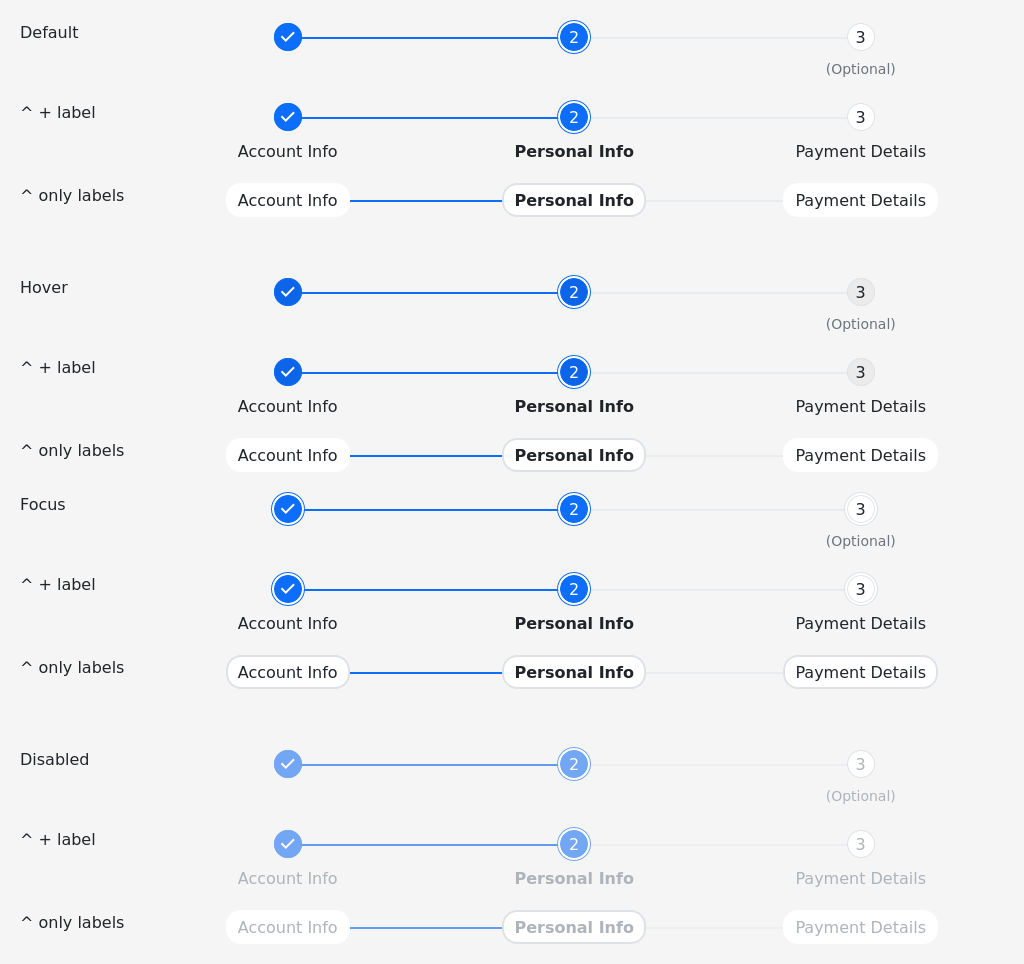 Default 2 3
(Optional)
^ + label 2 3
Account Info Personal Info Payment Details
^ only labels Account Info Personal Info Payment Details
Hover 2 3
(Optional)
^ + label 2 3
Account Info Personal Info Payment Details
^ only labels Account Info Personal Info Payment Details
Focus 2 3
(Optional)
^ + label 2 3
Account Info Personal Info Payment Details
^ only labels Account Info Personal Info Payment Details
Disabled 2 3
(Optional)
^ + label 2 3
Account Info Personal Info Payment Details
^ only labels Account Info Personal Info Payment Details